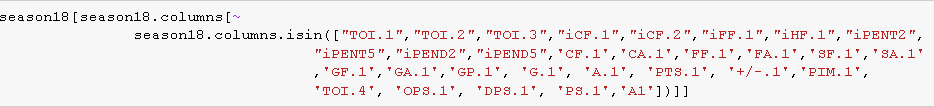 season18[season18.columns[~
season18.columns.isin(["TOI.1","TOI.2","TOI.3","iCF.1","iCF.2","iFF.1","iHF.1","iPENT2",
"iPENT5","iPEND2","iPEND5",'CF.1','CA.1','FF.1','FA.1','SF.1','SA.1'
,'GF.1','GA.1','GP.1', 'G.1', 'A.1', 'PTS.1', '+/-.1','PIM.1',
'TOI.4', 'OPS.1', 'DPS.1', 'PS.1','A1'])]]